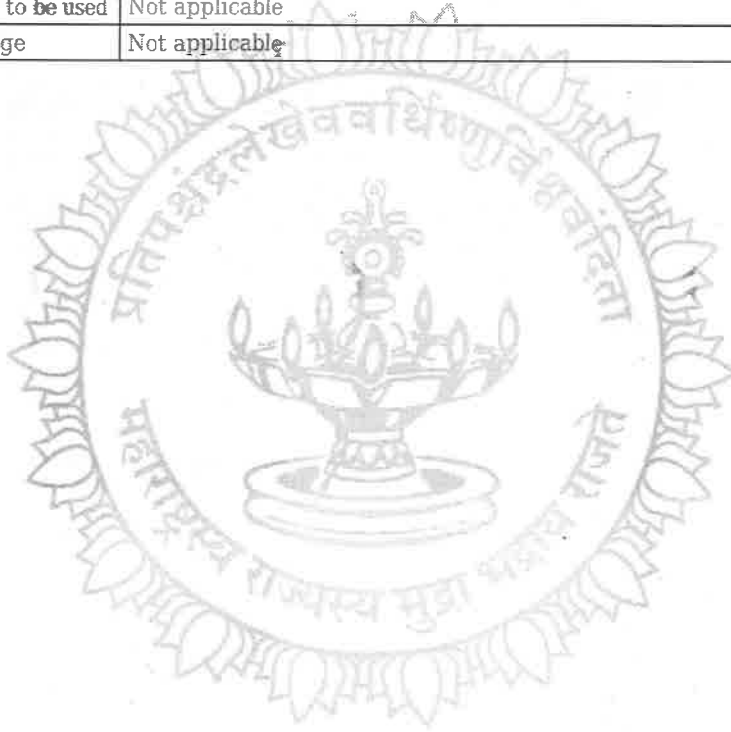 to be used Not applicable
ge Not applicable
प्रतिपच्चंद्रलेखेव वर्धिष्णुर्विश्ववंदिता
महाराष्ट्रस्य राज्यस्य मुद्रा भद्राय राजते